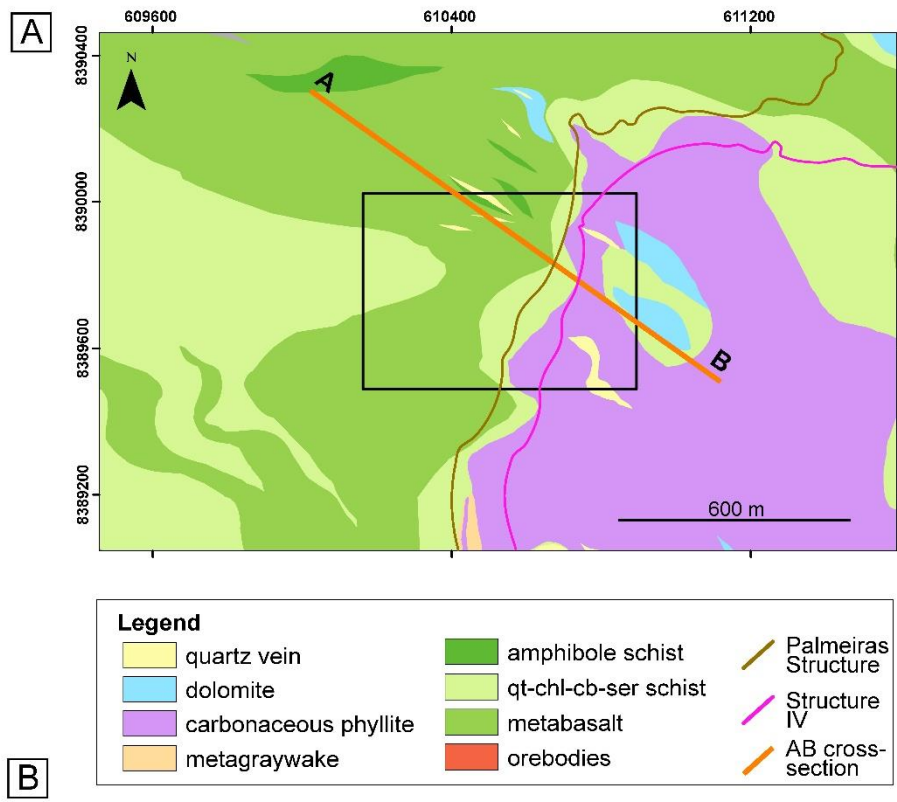 A
609600 610400 611200
8390400
N
A
8390000
8389600
B
8389200
600 m
Legend
quartz vein
dolomite
carbonaceous phyllite
metagraywake
amphibole schist
qt-chl-cb-ser schist
metabasalt
orebodies
Palmeiras
Structure
Structure
IV
AB cross-
section
B